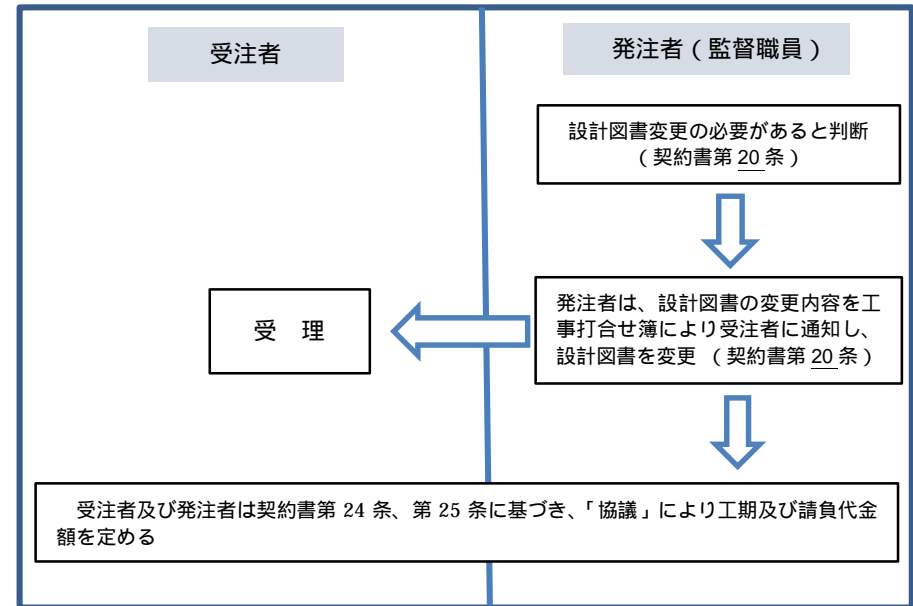 受注者
発注者(監督職員)
設計図書変更の必要があると判断
(契約書第 20 条)
発注者は、設計図書の変更内容を工
事打合せ簿により受注者に通知し、
設計図書を変更 (契約書第 20 条)
受 理
受注者及び発注者は契約書第 24 条、第 25 条に基づき、「協議」により工期及び請負代金
額を定める